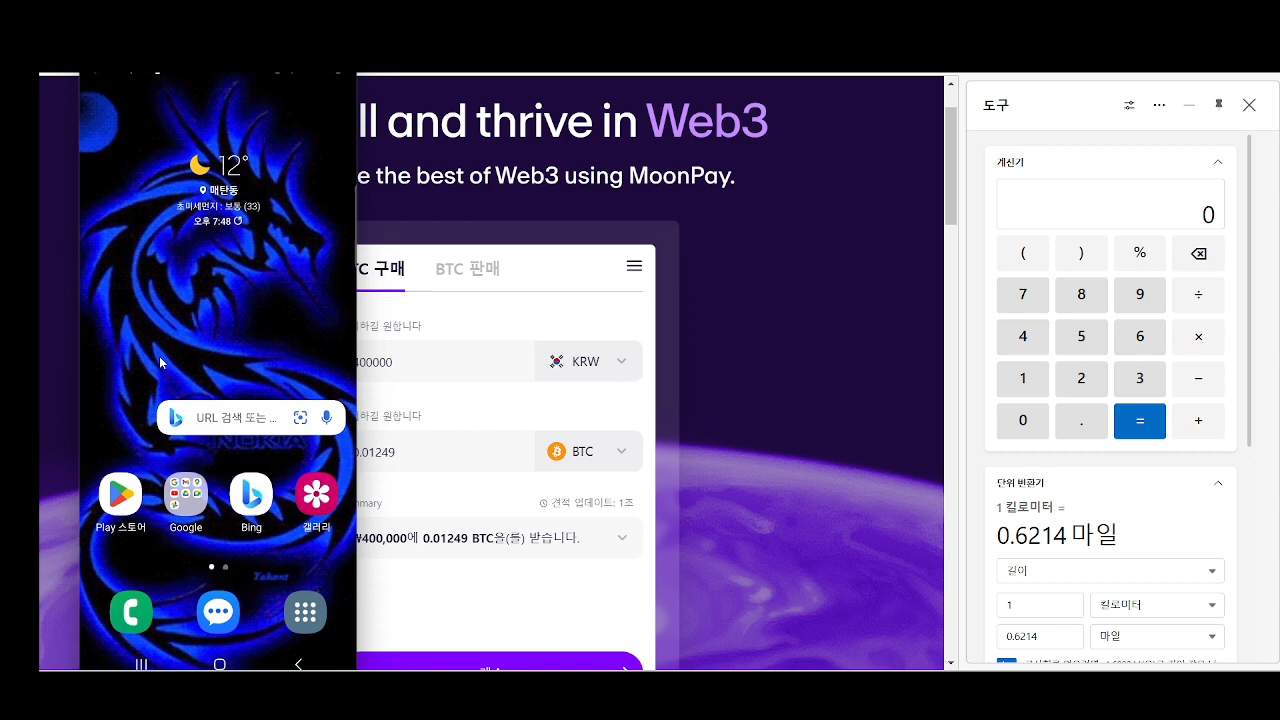 ll and thrive in Web3
e the best of Web3 using MoonPay.
12°
매탄동
초미세먼지 : 보통 (33)
오후 7:48
URL 검색 또는 ...
NOKIA
Play 스토어
Google
Bing
갤러리
Yahont
TC 구매
BTC 판매
하길 원합니다
400000
KRW
하길 원합니다
0.01249
BTC
mmary
견적 업데이트: 1초
₩400,000에 0.01249 BTC을(를) 받습니다.
도구
계산기
0
( ) %
7 8 9 ÷
4 5 6 ×
1 2 3 −
0 . = +
단위 변환기
1 킬로미터 =
0.6214 마일
길이
1
킬로미터
0.6214
마일